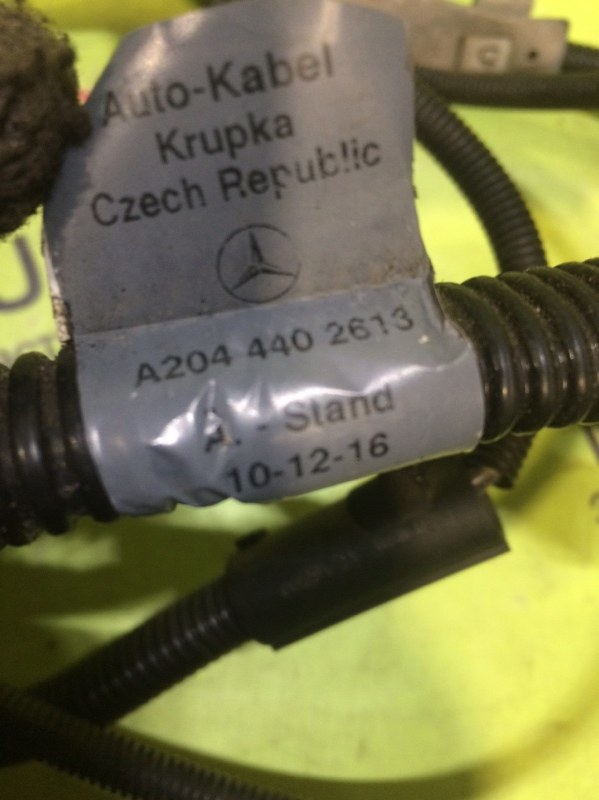 Auto-Kabel
Krupka
Czech Republic
A204 440 2613
Ä. - Stand
10-12-16